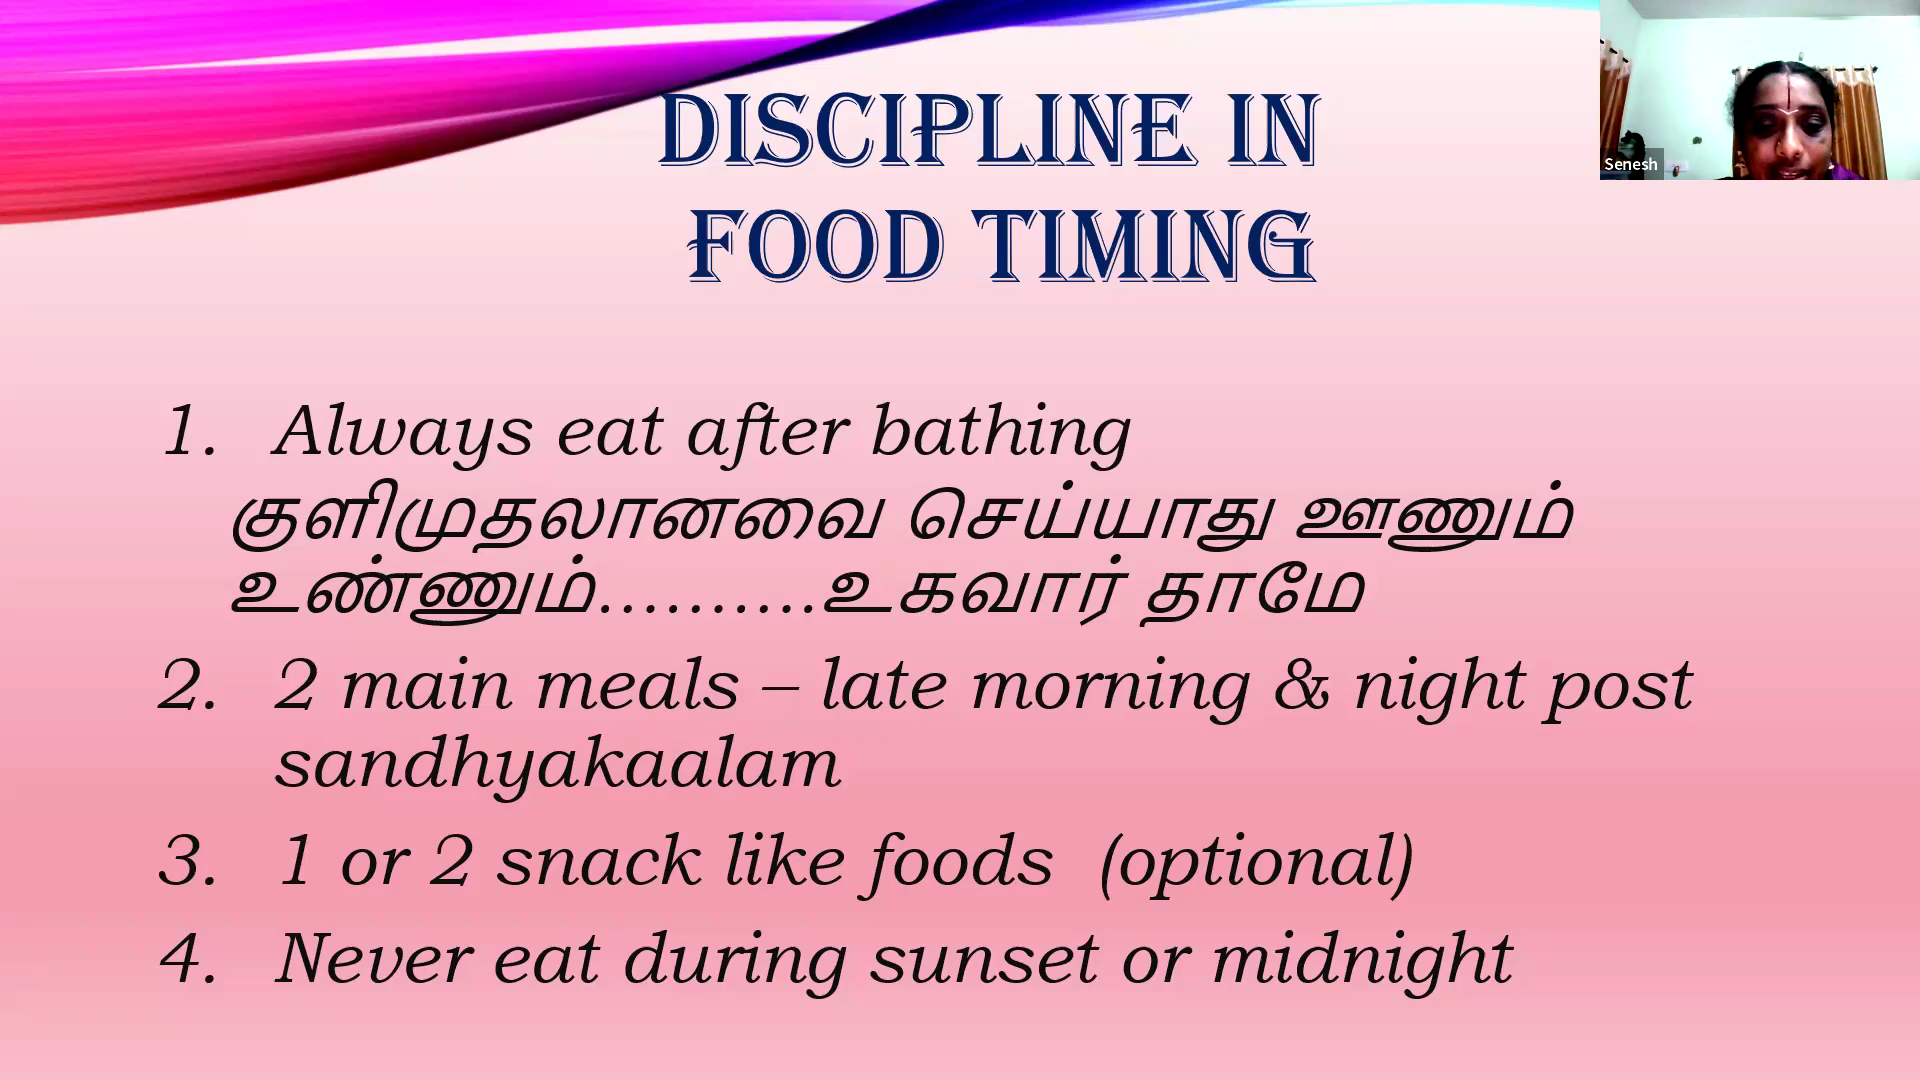 DISCIPLINE IN
FOOD TIMING
Senesh
1. Always eat after bathing
குளிமுதலானவை செய்யாது ஊணும்
உண்ணும்..........உகவார் தாமே
2. 2 main meals – late morning & night post
sandhyakaalam
3. 1 or 2 snack like foods (optional)
4. Never eat during sunset or midnight